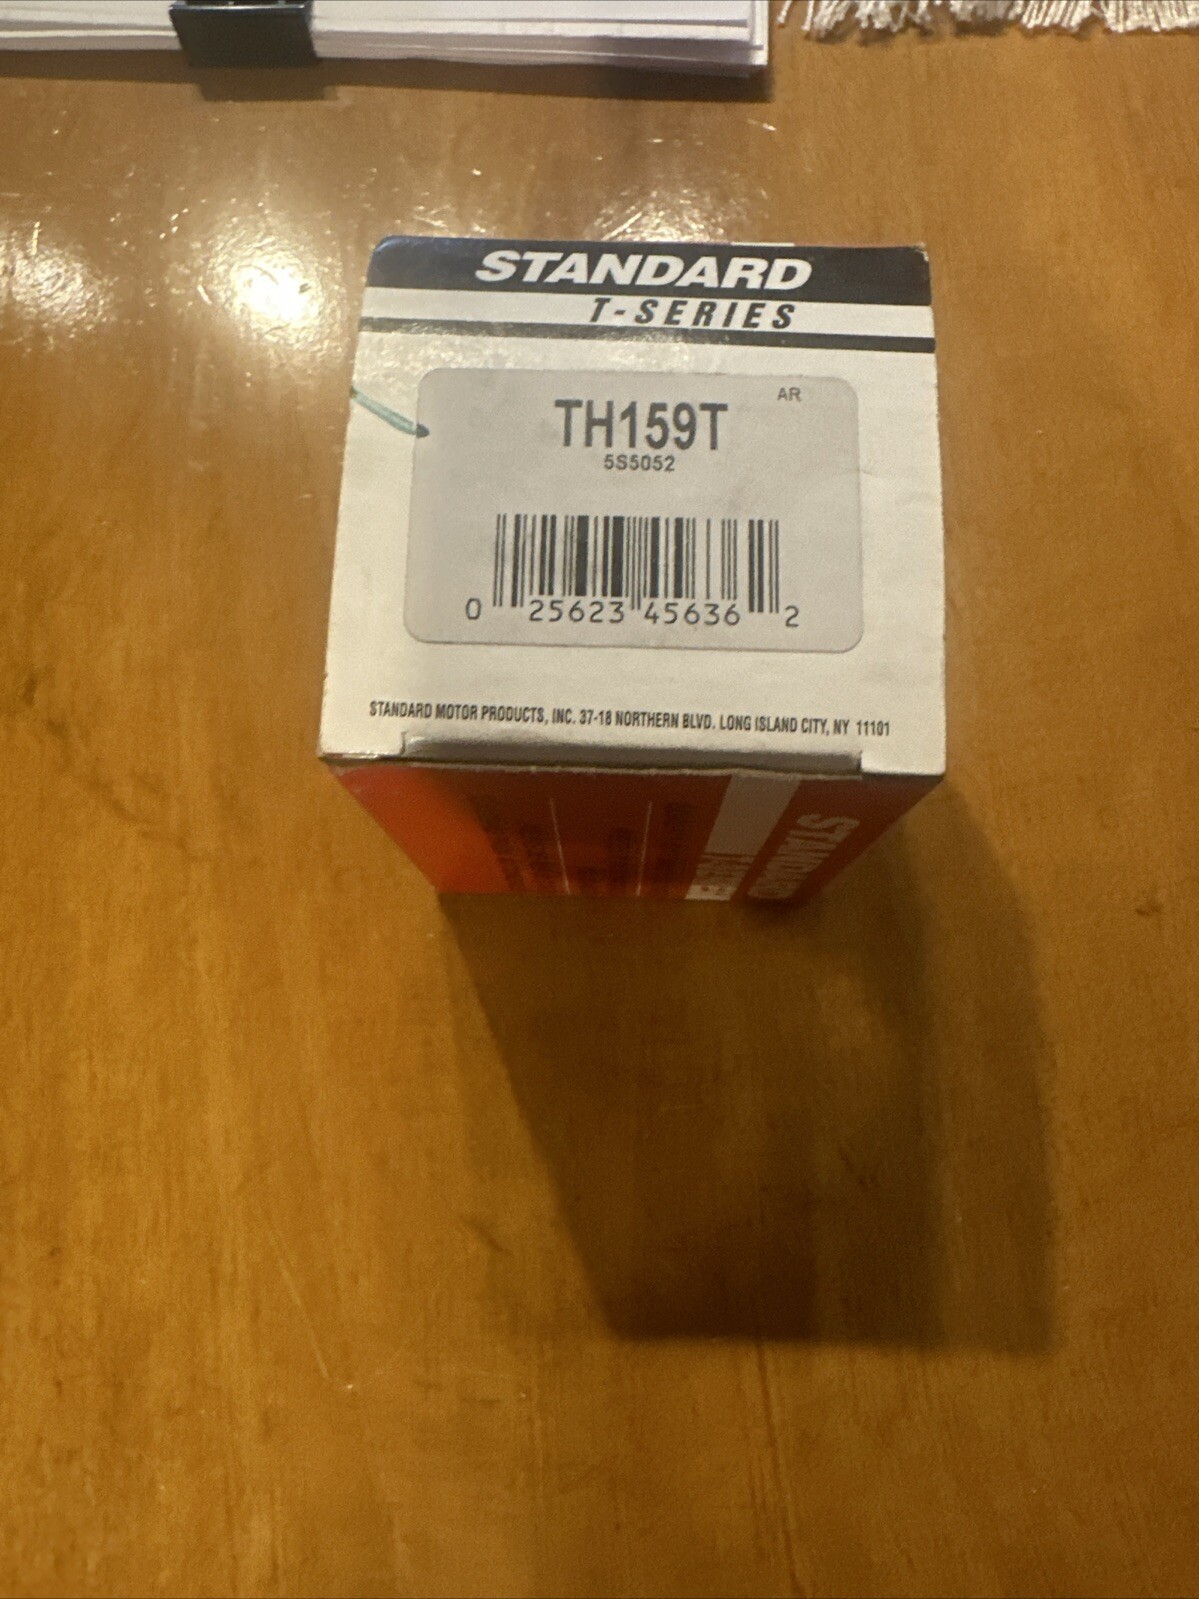 STANDARD
T-SERIES
AR
TH159T
5S5052
0 25623 45636 2
STANDARD MOTOR PRODUCTS, INC. 37-18 NORTHERN BLVD. LONG ISLAND CITY, NY 11101
STANDARD